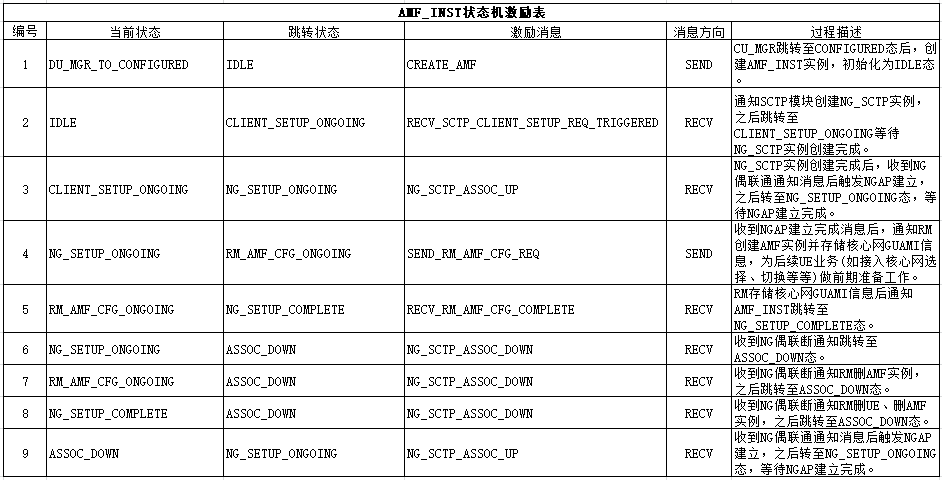 AMF_INST状态机激励表
编号 当前状态 跳转状态 激励消息 消息方向 过程描述
1 DU_MGR_TO_CONFIGURED IDLE CREATE_AMF SEND
CU_MGR跳转至CONFIGURED态后，创
建AMF_INST实例，初始化为IDLE态
。
2 IDLE CLIENT_SETUP_ONGOING RECV_SCTP_CLIENT_SETUP_REQ_TRIGGERED RECV
通知SCTP模块创建NG_SCTP实例，
之后跳转至
CLIENT_SETUP_ONGOING等待
NG_SCTP实例创建完成。
3 CLIENT_SETUP_ONGOING NG_SETUP_ONGOING NG_SCTP_ASSOC_UP RECV
NG_SCTP实例创建完成后，收到NG
偶联通通知消息后触发NGAP建立，
之后转至NG_SETUP_ONGOING态，等
待NGAP建立完成。
4 NG_SETUP_ONGOING RM_AMF_CFG_ONGOING SEND_RM_AMF_CFG_REQ SEND
收到NGAP建立完成消息后，通知RM
创建AMF实例并存储核心网GUAMI信
息，为后续UE业务(如接入核心网选
择、切换等等)做前期准备工作。
5 RM_AMF_CFG_ONGOING NG_SETUP_COMPLETE RECV_RM_AMF_CFG_COMPLETE RECV
RM存储核心网GUAMI信息后通知
AMF_INST跳转至
NG_SETUP_COMPLETE态。
6 NG_SETUP_ONGOING ASSOC_DOWN NG_SCTP_ASSOC_DOWN RECV
收到NG偶联断通知跳转至
ASSOC_DOWN态。
7 RM_AMF_CFG_ONGOING ASSOC_DOWN NG_SCTP_ASSOC_DOWN RECV
收到NG偶联断通知RM删AMF实例，
之后跳转至ASSOC_DOWN态。
8 NG_SETUP_COMPLETE ASSOC_DOWN NG_SCTP_ASSOC_DOWN RECV
收到NG偶联断通知RM删UE、删AMF
实例，之后跳转至ASSOC_DOWN态。
9 ASSOC_DOWN NG_SETUP_ONGOING NG_SCTP_ASSOC_UP RECV
收到NG偶联通通知消息后触发NGAP
建立，之后转至NG_SETUP_ONGOING
态，等待NGAP建立完成。